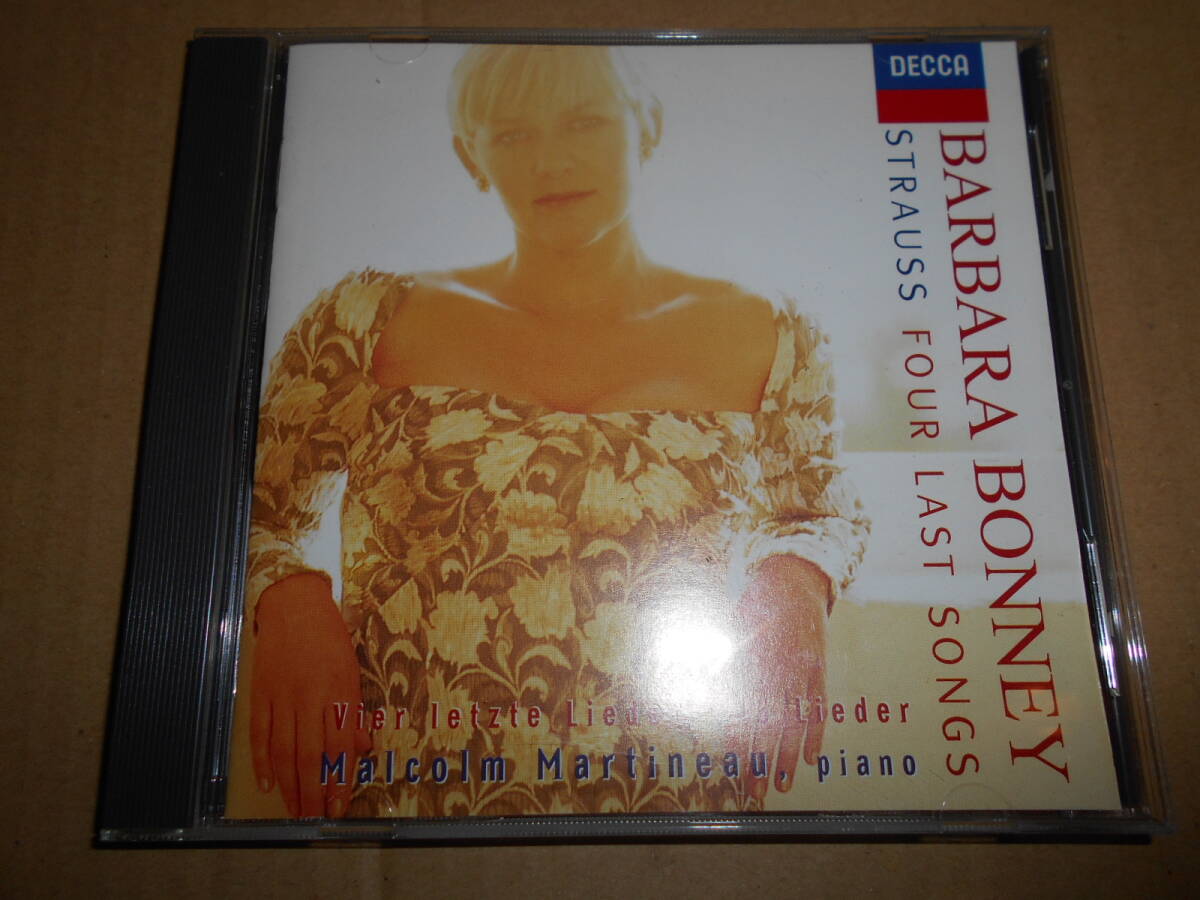 DECCA
BARBARA BONNEY
STRAUSS FOUR LAST SONGS
Vier letzte Lieder
Malcolm Martineau, piano